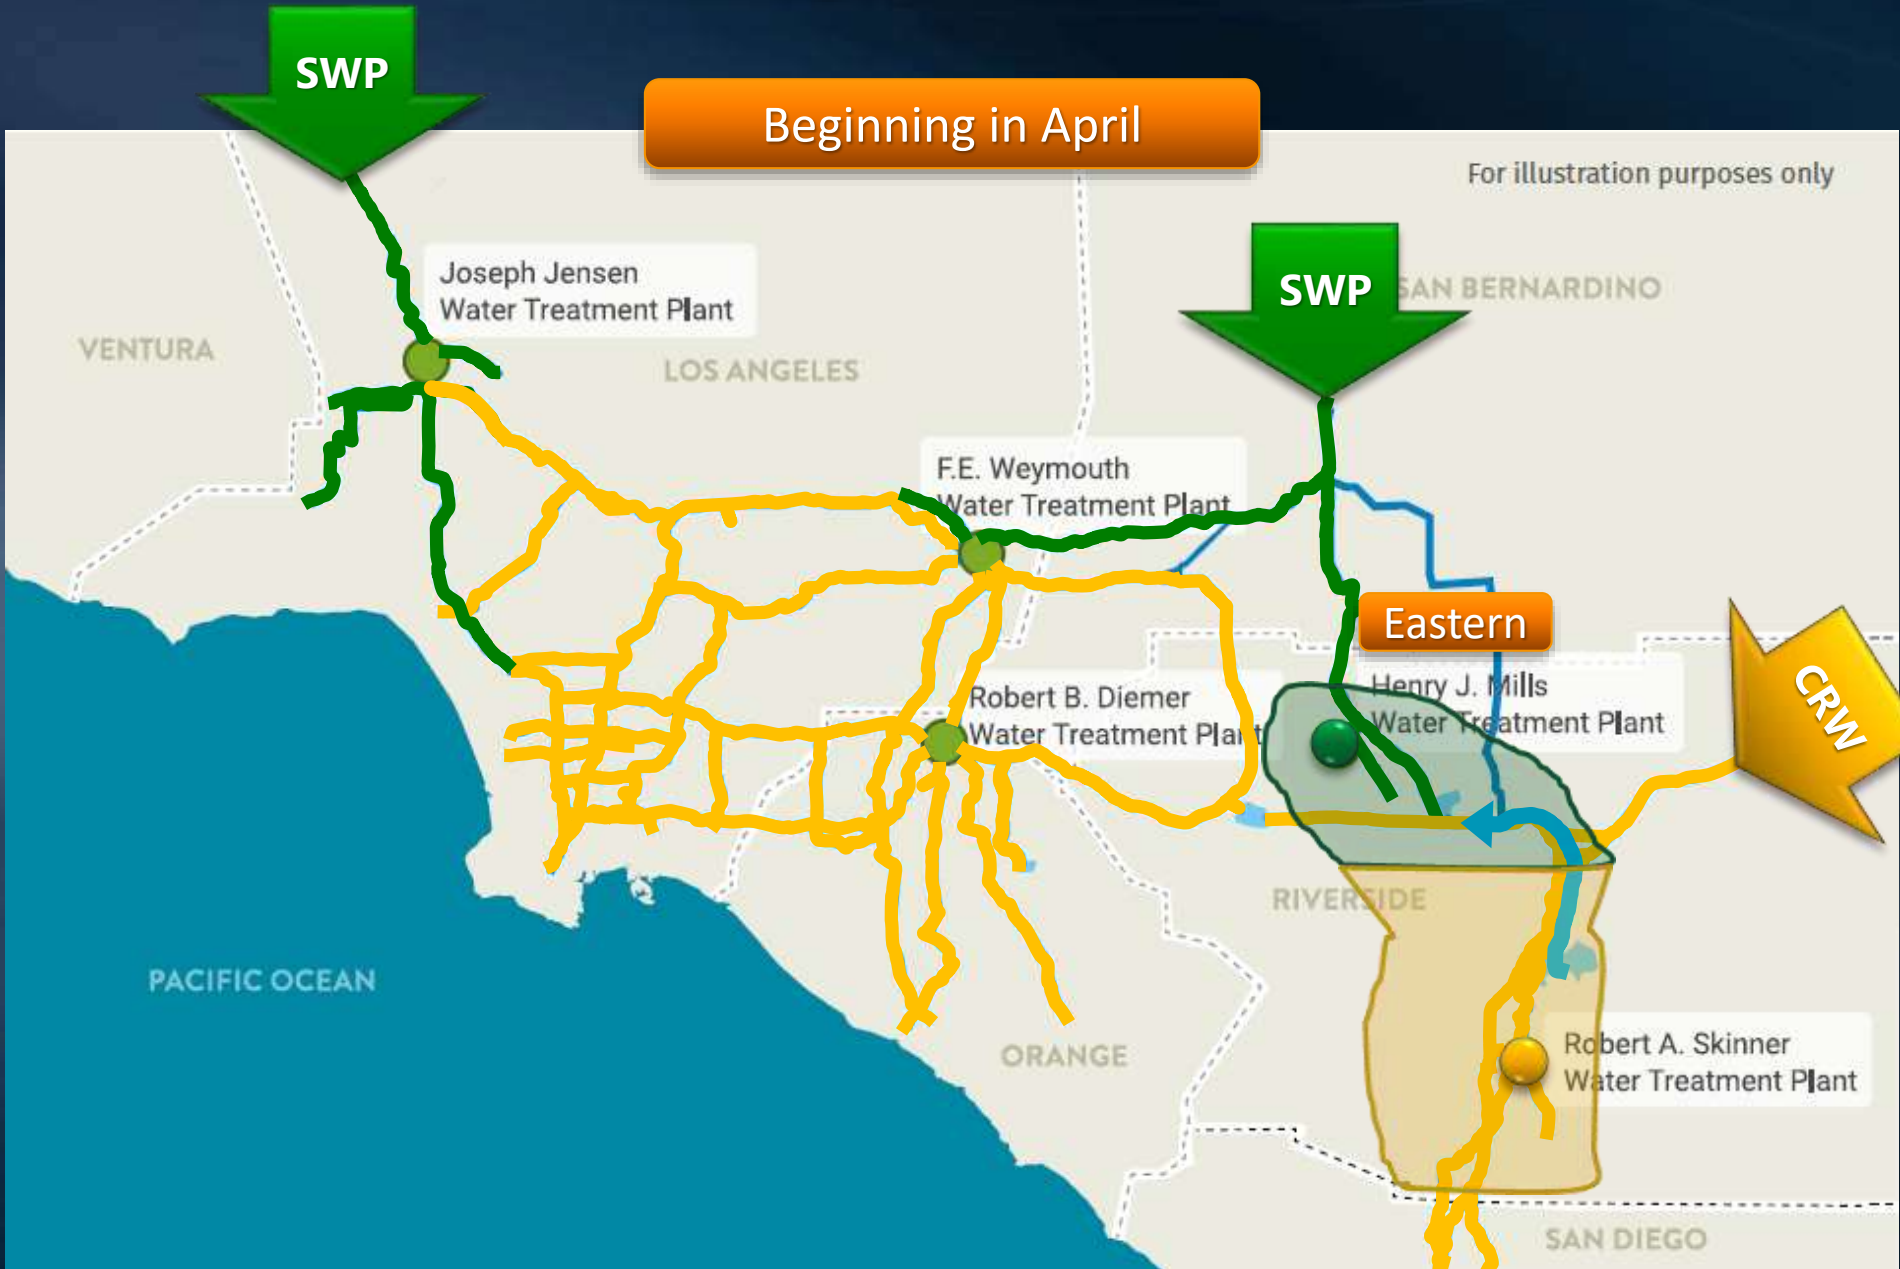 SWP
Beginning in April
For illustration purposes only
Joseph Jensen
Water Treatment Plant
SWP
SAN BERNARDINO
VENTURA
LOS ANGELES
F.E. Weymouth
Water Treatment Plant
Eastern
Henry J. Mills
Water Treatment Plant
CRW
Robert B. Diemer
Water Treatment Plant
RIVERSIDE
PACIFIC OCEAN
ORANGE
Robert A. Skinner
Water Treatment Plant
SAN DIEGO